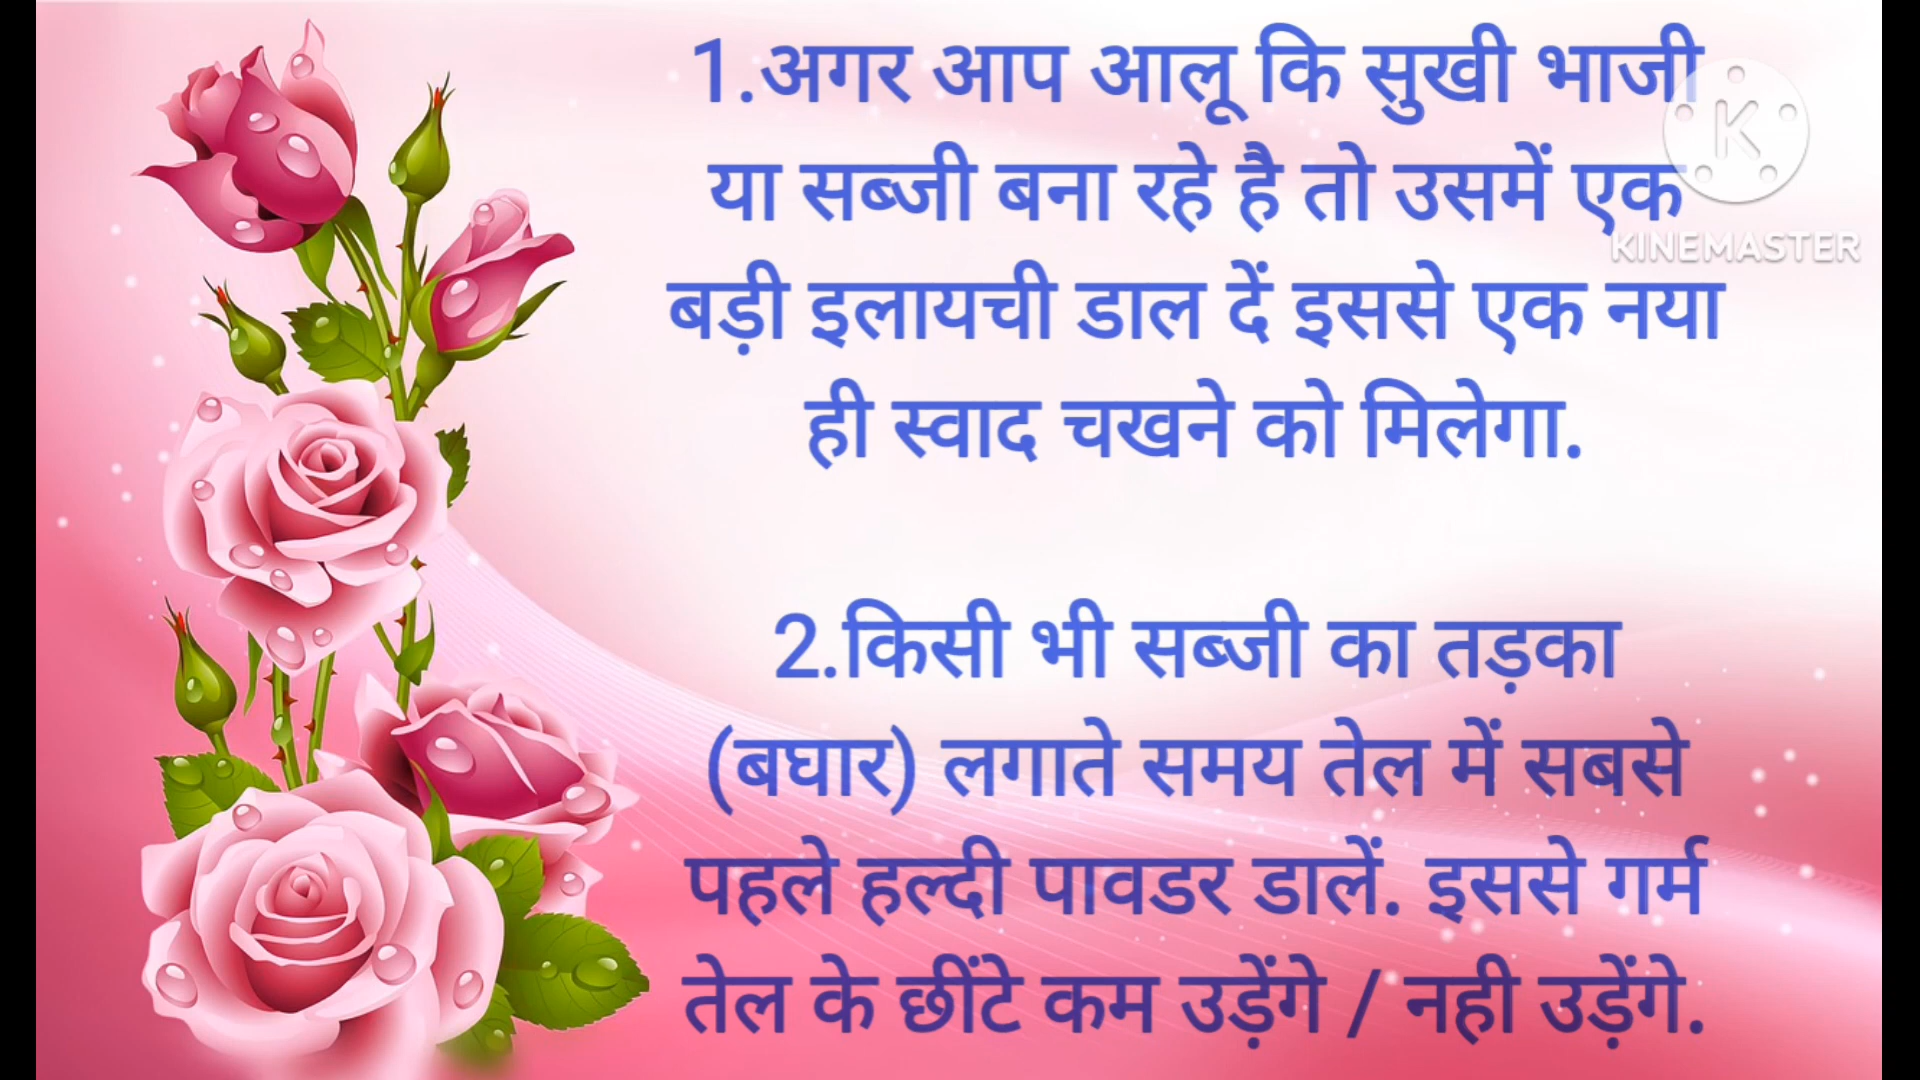 1.अगर आप आलू कि सुखी भाजी
या सब्जी बना रहे है तो उसमें एक
बड़ी इलायची डाल दें इससे एक नया
ही स्वाद चखने को मिलेगा.
2.किसी भी सब्जी का तड़का
(बघार) लगाते समय तेल में सबसे
पहले हल्दी पावडर डालें. इससे गर्म
तेल के छींटे कम उड़ेंगे / नही उड़ेंगे.
K
KINEMASTER